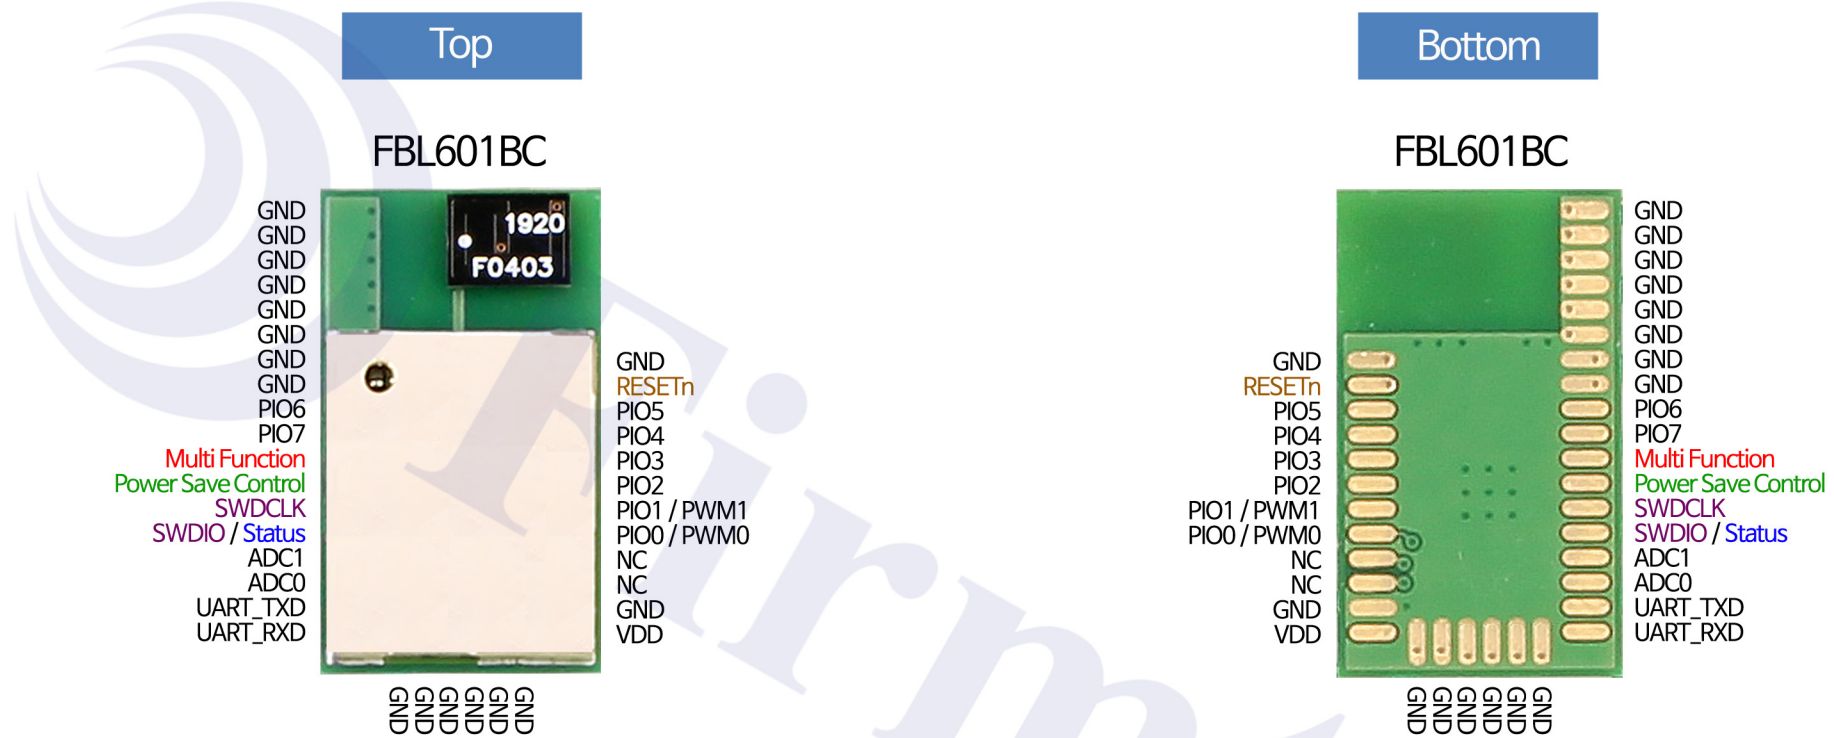 Top
FBL601BC
GND
GND
GND
GND
GND
GND
GND
GND
PIO6
PIO7
Multi Function
Power Save Control
SWDCLK
SWDIO / Status
ADC1
ADC0
UART_TXD
UART_RXD
1920
F0403
GND
RESETn
PIO5
PIO4
PIO3
PIO2
PIO1 / PWM1
PIO0 / PWM0
NC
NC
GND
VDD
GND
GND
GND
GND
GND
GND
Bottom
FBL601BC
GND
RESETn
PIO5
PIO4
PIO3
PIO2
PIO1 / PWM1
PIO0 / PWM0
NC
NC
GND
VDD
GND
GND
GND
GND
GND
GND
GND
GND
PIO6
PIO7
Multi Function
Power Save Control
SWDCLK
SWDIO / Status
ADC1
ADC0
UART_TXD
UART_RXD
GND
GND
GND
GND
GND
GND